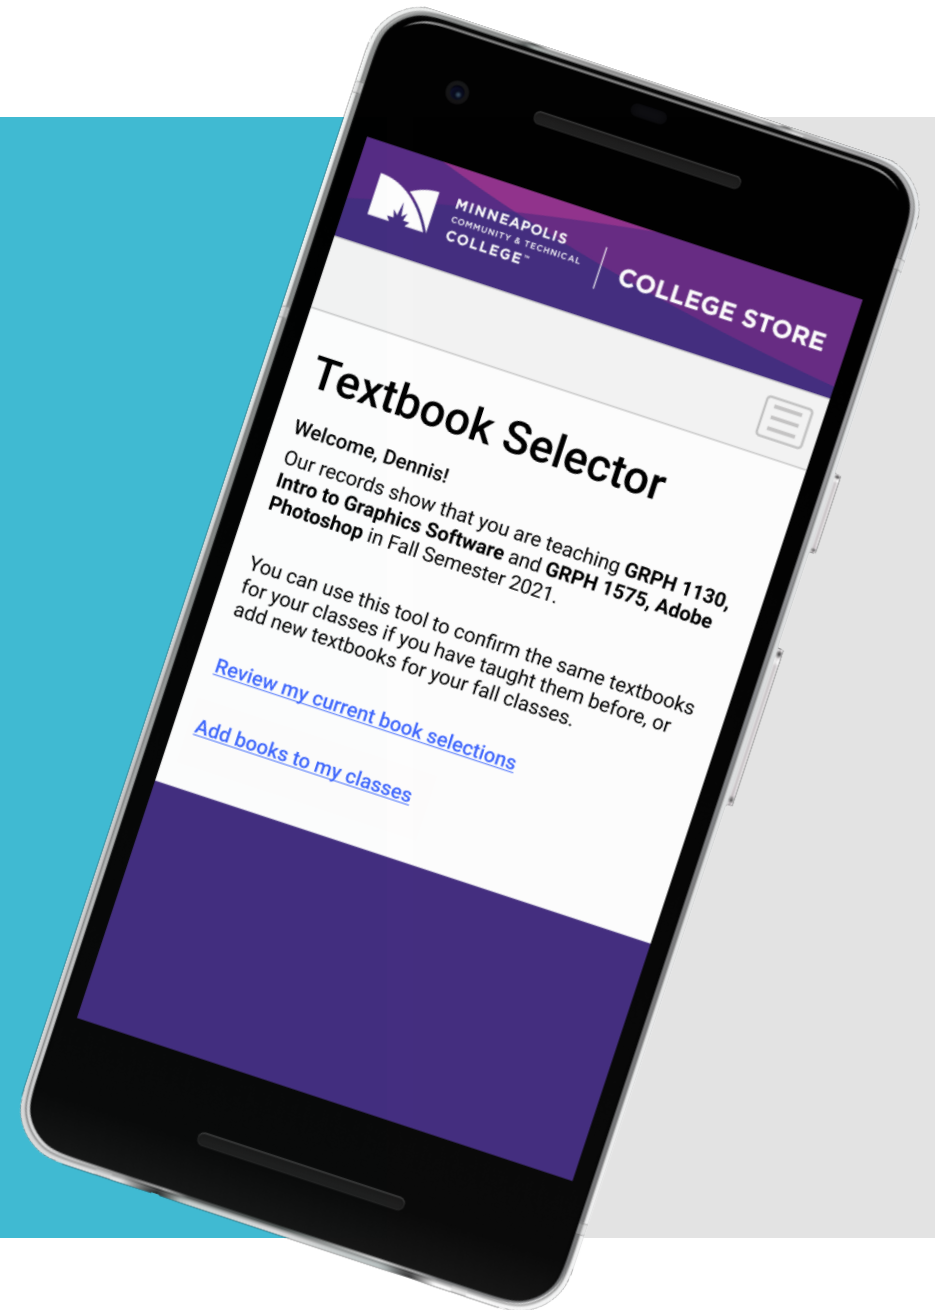 MINNEAPOLIS
COMMUNITY & TECHNICAL
COLLEGE™
COLLEGE STORE
Textbook Selector
Welcome, Dennis!
Our records show that you are teaching GRPH 1130,
Intro to Graphics Software and GRPH 1575, Adobe
Photoshop in Fall Semester 2021.
You can use this tool to confirm the same textbooks
for your classes if you have taught them before, or
add new textbooks for your fall classes.
Review my current book selections
Add books to my classes